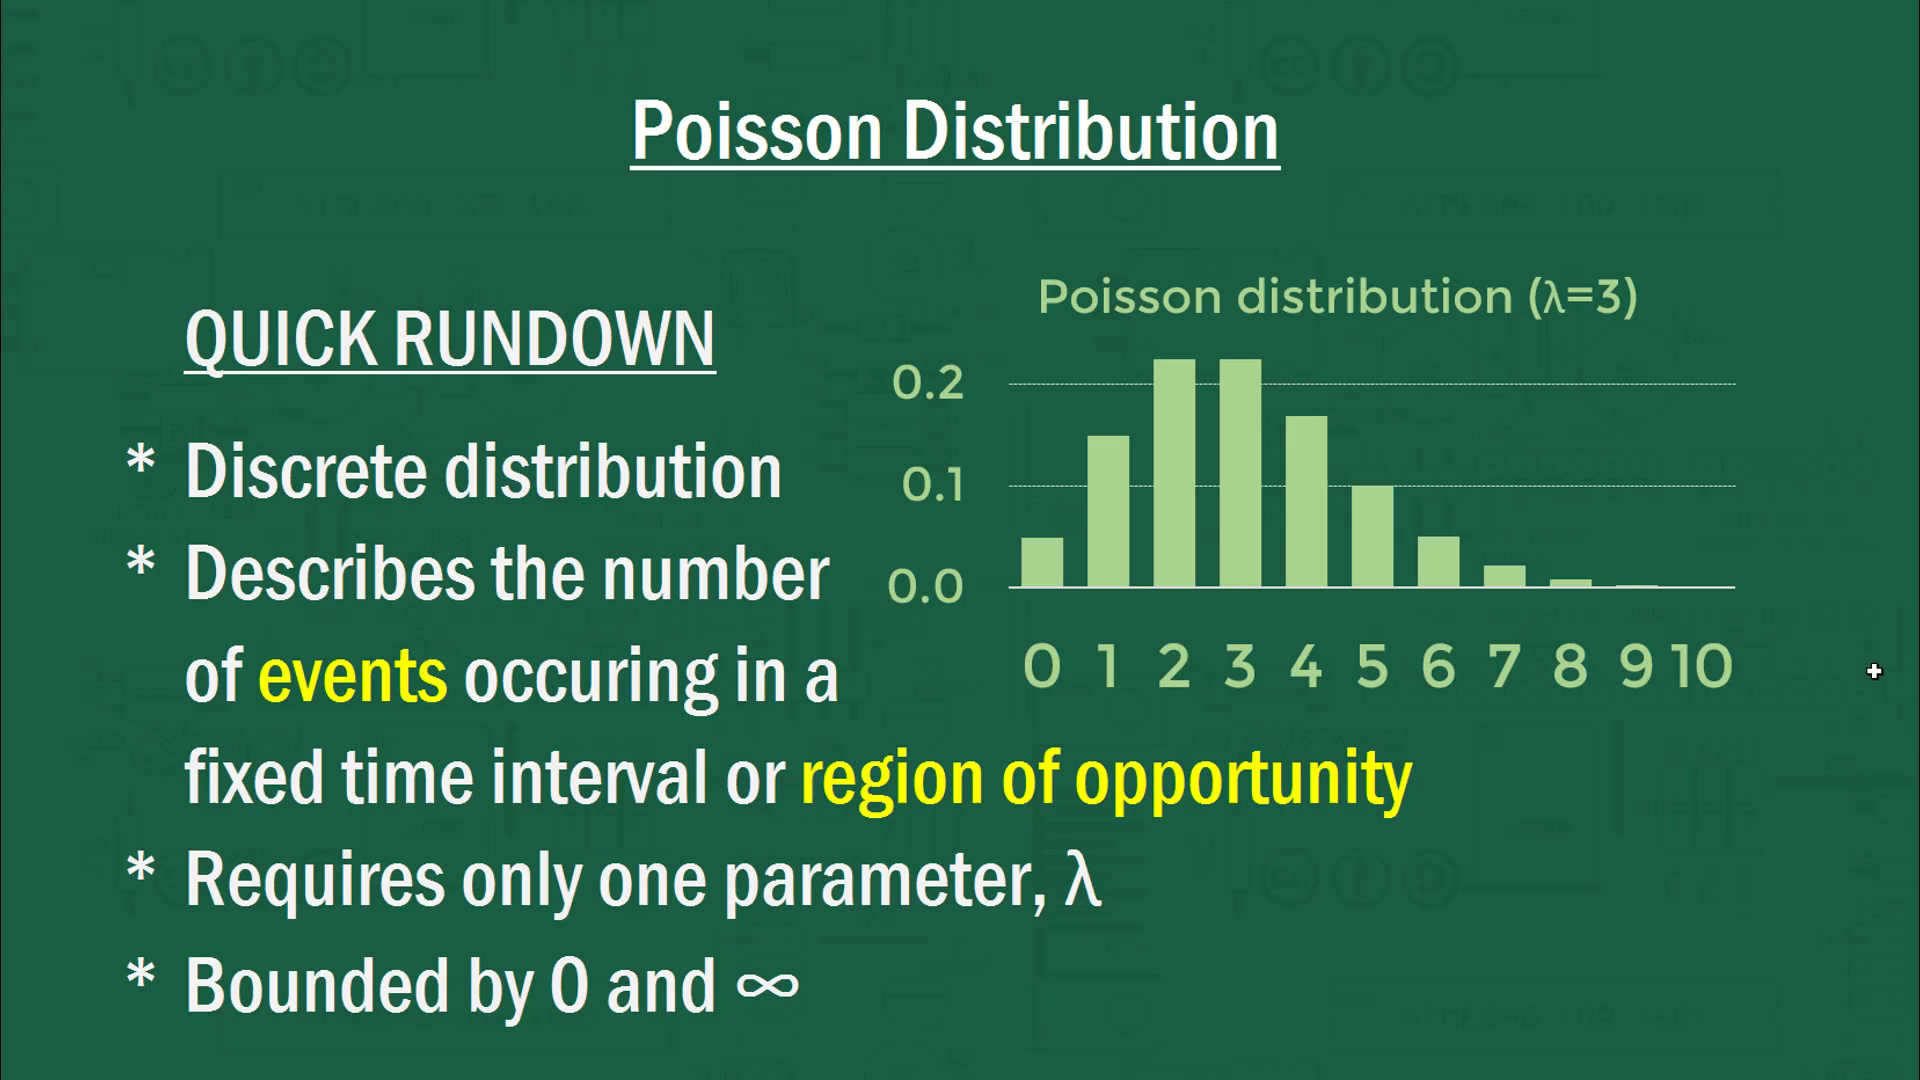 Poisson Distribution
QUICK RUNDOWN
* Discrete distribution
* Describes the number
of events occuring in a
fixed time interval or region of opportunity
* Requires only one parameter, λ
* Bounded by 0 and ∞
Poisson distribution (λ=3)
0.2
0.1
0.0
0 1 2 3 4 5 6 7 8 9 10